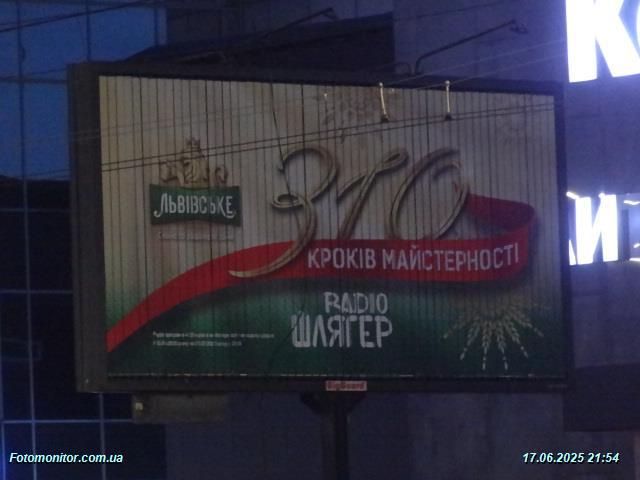 ЛЬВІВСЬКЕ
310
КРОКІВ МАЙСТЕРНОСТІ
RADIO
ШЛЯГЕР
BigBoard
Fotomonitor.com.ua
17.06.2025 21:54